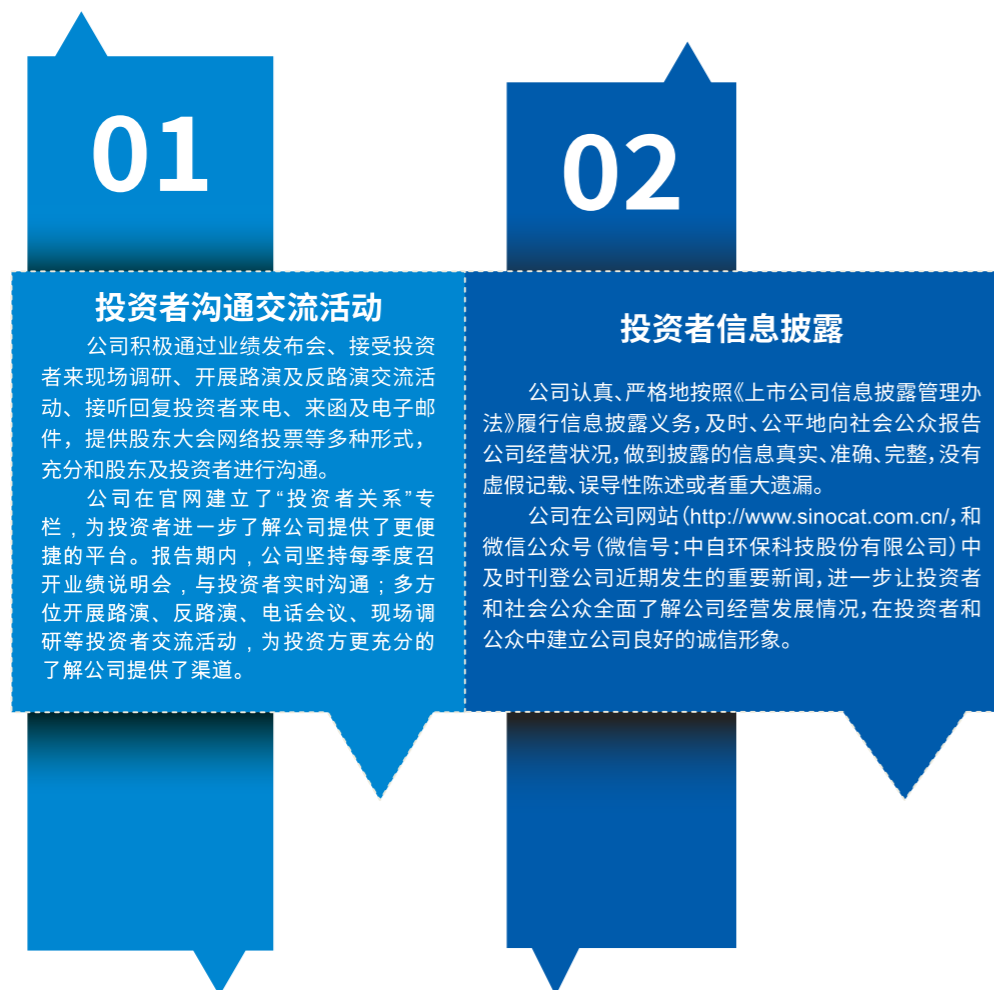 01
投资者沟通交流活动
公司积极通过业绩发布会、接受投资
者来现场调研、开展路演及反路演交流活
动、接听回复投资者来电、来函及电子邮
件，提供股东大会网络投票等多种形式，
充分和股东及投资者进行沟通。
公司在官网建立了“投资者关系”专
栏，为投资者进一步了解公司提供了更便
捷的平台。报告期内，公司坚持每季度召
开业绩说明会，与投资者实时沟通；多方
位开展路演、反路演、电话会议、现场调
研等投资者交流活动，为投资方更充分的
了解公司提供了渠道。
02
投资者信息披露
公司认真、严格地按照《上市公司信息披露管理办
法》履行信息披露义务，及时、公平地向社会公众报告
公司经营状况，做到披露的信息真实、准确、完整，没有
虚假记载、误导性陈述或者重大遗漏。
公司在公司网站（http://www.sinocat.com.cn/，和
微信公众号（微信号：中自环保科技股份有限公司）中
及时刊登公司近期发生的重要新闻，进一步让投资者
和社会公众全面了解公司经营发展情况，在投资者和
公众中建立公司良好的诚信形象。